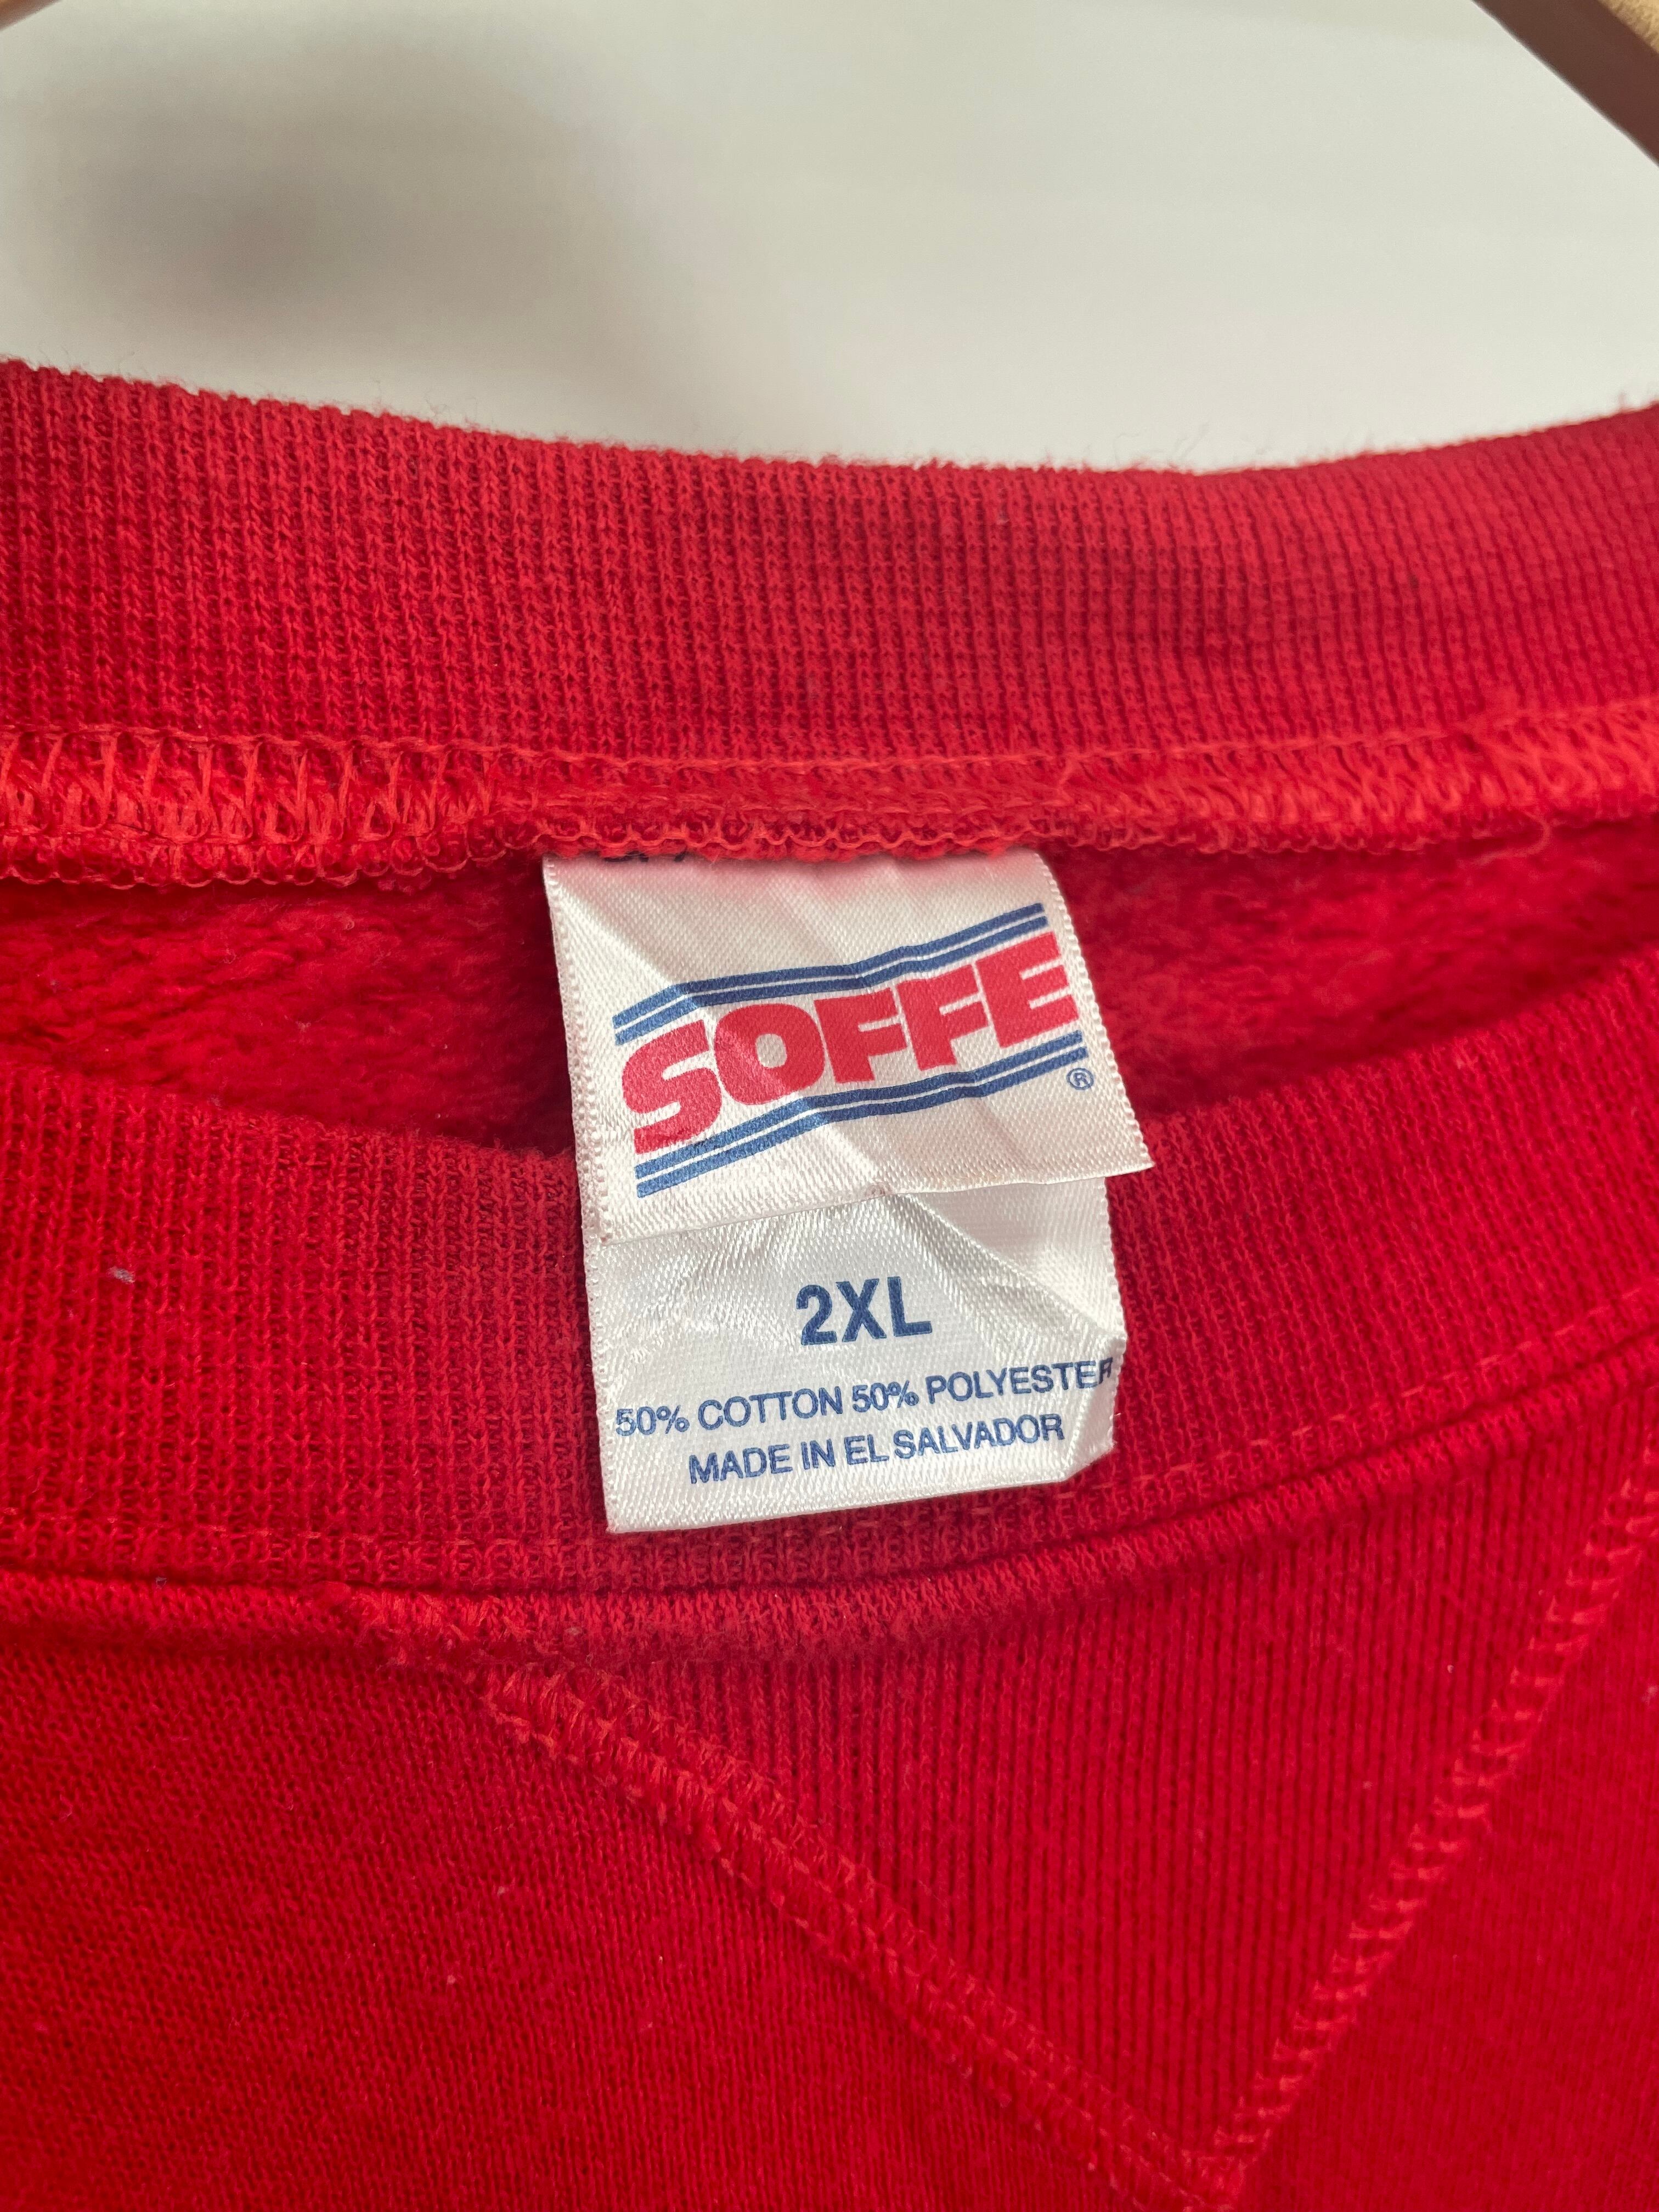 SOFFE
®
2XL
50% COTTON 50% POLYESTER
MADE IN EL SALVADOR